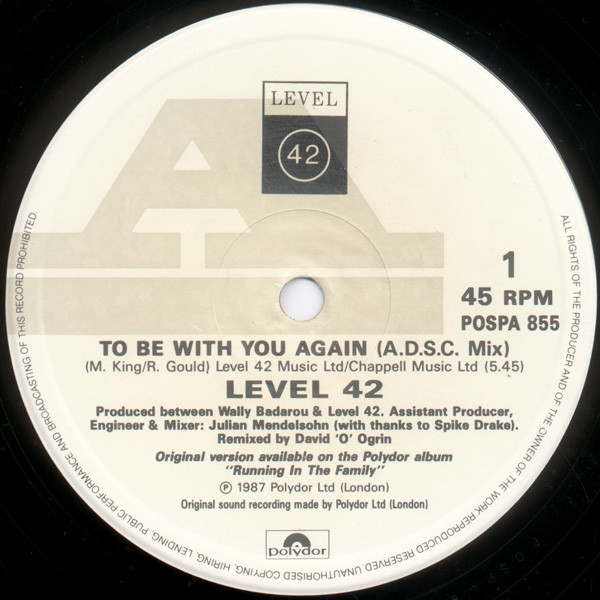 LEVEL
42
A
1
45 RPM
POSPA 855
TO BE WITH YOU AGAIN (A.D.S.C. Mix)
(M. King/R. Gould) Level 42 Music Ltd/Chappell Music Ltd (5.45)
LEVEL 42
Produced between Wally Badarou & Level 42. Assistant Producer,
Engineer & Mixer: Julian Mendelsohn (with thanks to Spike Drake).
Remixed by David 'O' Ogrin
Original version available on the Polydor album
"Running In The Family"
Ⓟ 1987 Polydor Ltd (London)
Original sound recording made by Polydor Ltd (London)
polydor
ALL RIGHTS OF THE PRODUCER AND OF THE OWNER OF THE WORK REPRODUCED RESERVED. UNAUTHORISED COPYING, HIRING, LENDING, PUBLIC PERFORMANCE AND BROADCASTING OF THIS RECORD PROHIBITED.